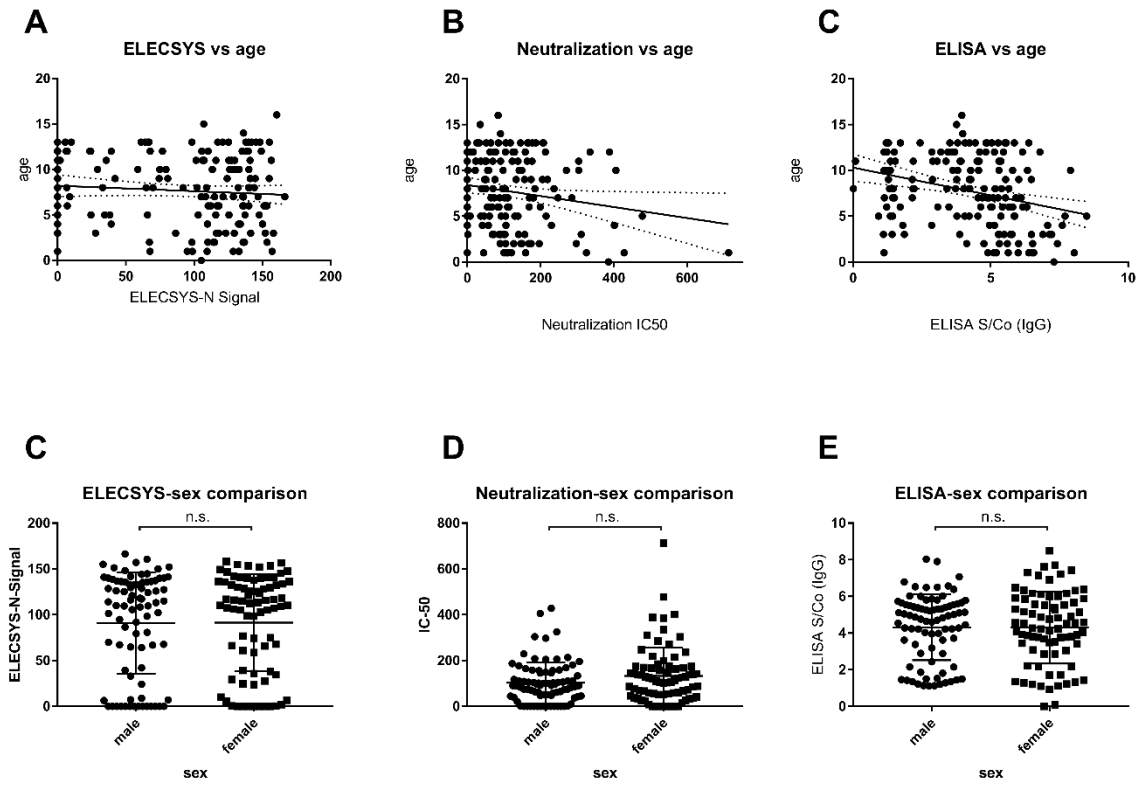 A
ELECSYS vs age
20
15
10
5
0
age
0 50 100 150 200
ELECSYS-N Signal
B
Neutralization vs age
20
15
10
5
0
age
0 200 400 600
Neutralization IC50
C
ELISA vs age
20
15
10
5
0
age
0 5 10
ELISA S/Co (IgG)
C
ELECSYS-sex comparison
n.s.
200
150
100
50
0
ELECSYS-N-Signal
male female
sex
D
Neutralization-sex comparison
n.s.
800
600
400
200
0
IC-50
male female
sex
E
ELISA-sex comparison
n.s.
10
8
6
4
2
0
ELISA S/Co (IgG)
male female
sex